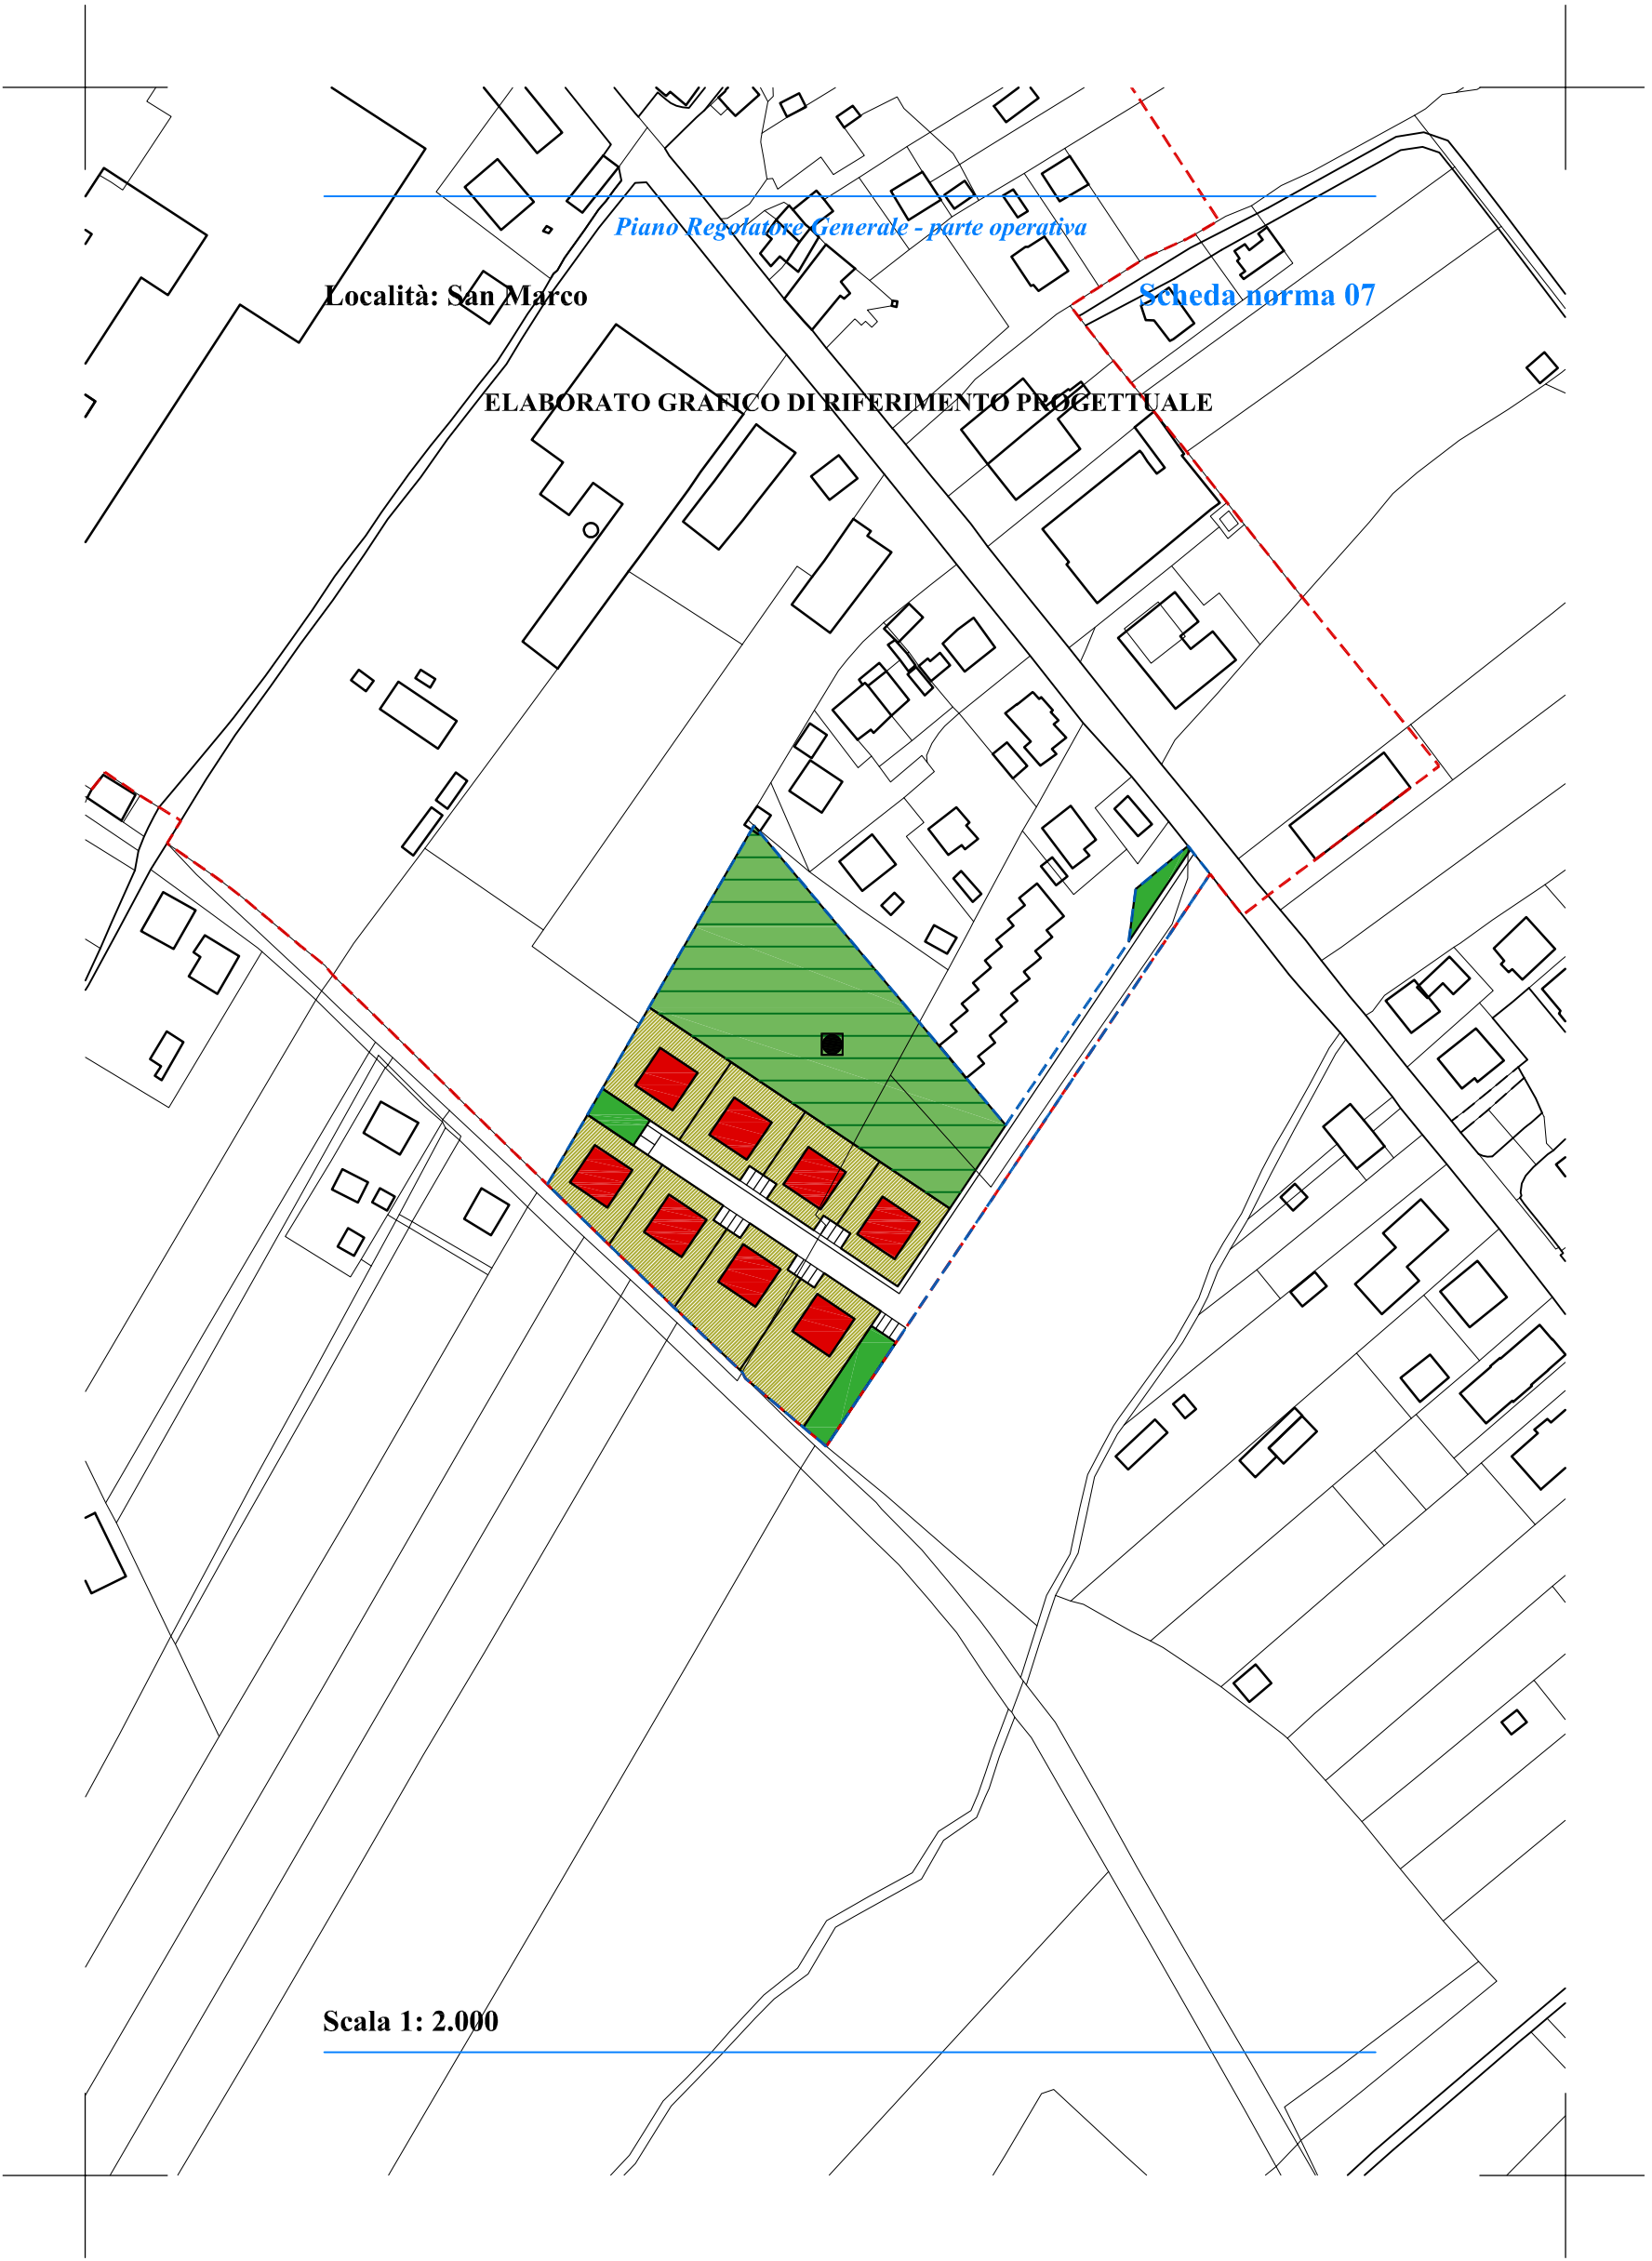 Piano Regolatore Generale - parte operativa
Località: San Marco
Scheda norma 07
ELABORATO GRAFICO DI RIFERIMENTO PROGETTUALE
Scala 1: 2.000